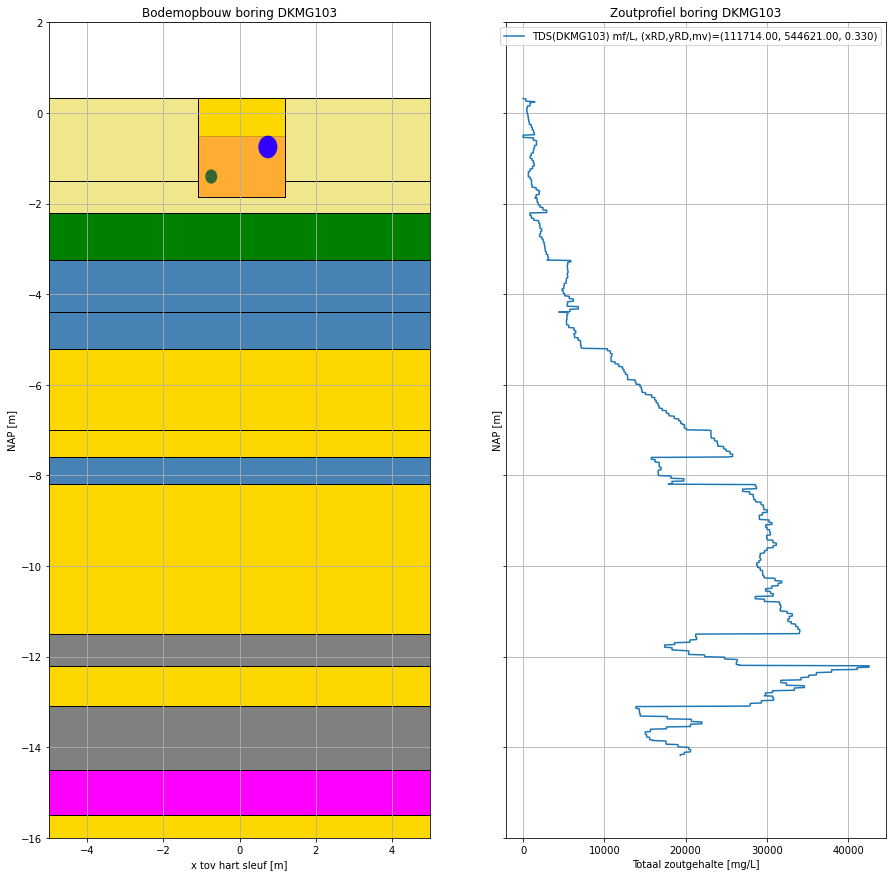 Bodemopbouw boring DKMG103
2
0
−2
−4
−6
−8
−10
−12
−14
−16
NAP [m]
−4
−2
0
2
4
x tov hart sleuf [m]
Zoutprofiel boring DKMG103
TDS(DKMG103) mf/L, (xRD,yRD,mv)=(111714.00, 544621.00, 0.330)
NAP [m]
0
10000
20000
30000
40000
Totaal zoutgehalte [mg/L]